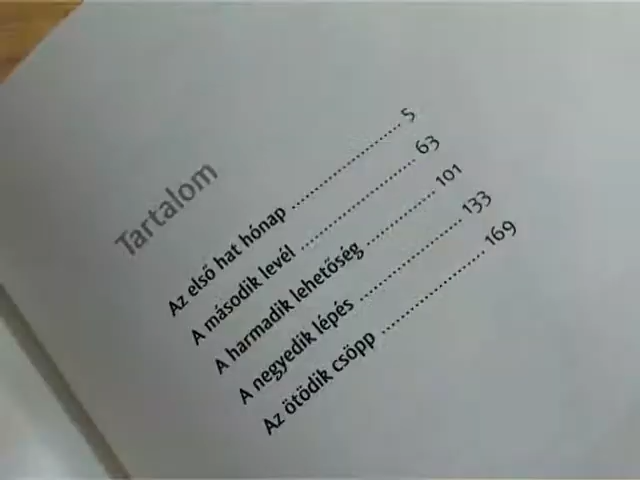 Tartalom
Az első hat hónap ........................ 5
A második levél ........................ 63
A harmadik lehetőség ............... 101
A negyedik lépés ...................... 133
Az ötödik csöpp ...................... 169